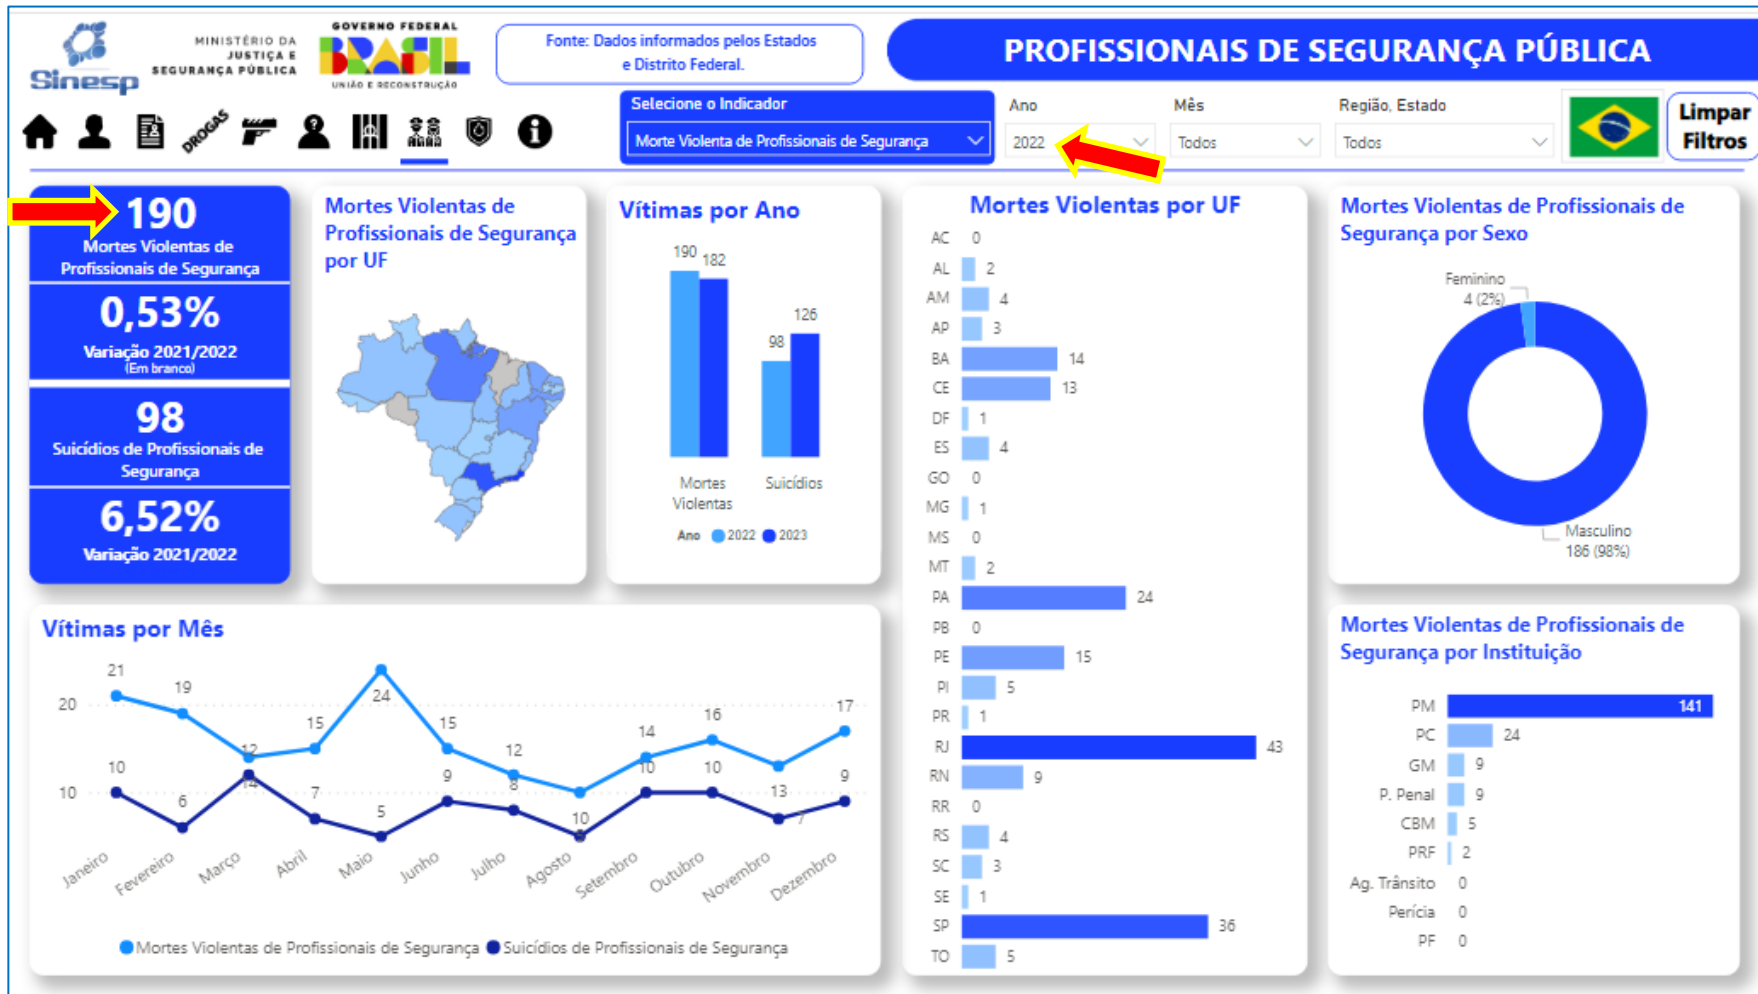 Sinesp
MINISTÉRIO DA
JUSTIÇA E
SEGURANÇA PÚBLICA
GOVERNO FEDERAL
BRASIL
UNIÃO E RECONSTRUÇÃO
Fonte: Dados informados pelos Estados
e Distrito Federal.
PROFISSIONAIS DE SEGURANÇA PÚBLICA
DROGAS
Selecione o Indicador
Morte Violenta de Profissionais de Segurança
Ano
2022
Mês
Todos
Região, Estado
Todos
Limpar
Filtros
190
Mortes Violentas de
Profissionais de Segurança
0,53%
Variação 2021/2022
(Em branco)
98
Suicídios de Profissionais de
Segurança
6,52%
Variação 2021/2022
Mortes Violentas de
Profissionais de Segurança
por UF
Vítimas por Ano
190
182
98
126
Mortes
Violentas
Suicídios
Ano 2022 2023
Mortes Violentas por UF
AC 0
AL 2
AM 4
AP 3
BA 14
CE 13
DF 1
ES 4
GO 0
MG 1
MS 0
MT 2
PA 24
PB 0
PE 15
PI 5
PR 1
RJ 43
RN 9
RR 0
RS 4
SC 3
SE 1
SP 36
TO 5
Mortes Violentas de Profissionais de
Segurança por Sexo
Feminino
4 (2%)
Masculino
186 (98%)
Vítimas por Mês
20
10
21
19
12
15
24
15
12
10
14
16
13
17
10
6
14
7
5
9
8
10
10
7
9
Janeiro
Fevereiro
Março
Abril
Maio
Junho
Julho
Agosto
Setembro
Outubro
Novembro
Dezembro
Mortes Violentas de Profissionais de Segurança Suicídios de Profissionais de Segurança
Mortes Violentas de Profissionais de
Segurança por Instituição
PM 141
PC 24
GM 9
P. Penal 9
CBM 5
PRF 2
Ag. Trânsito 0
Perícia 0
PF 0